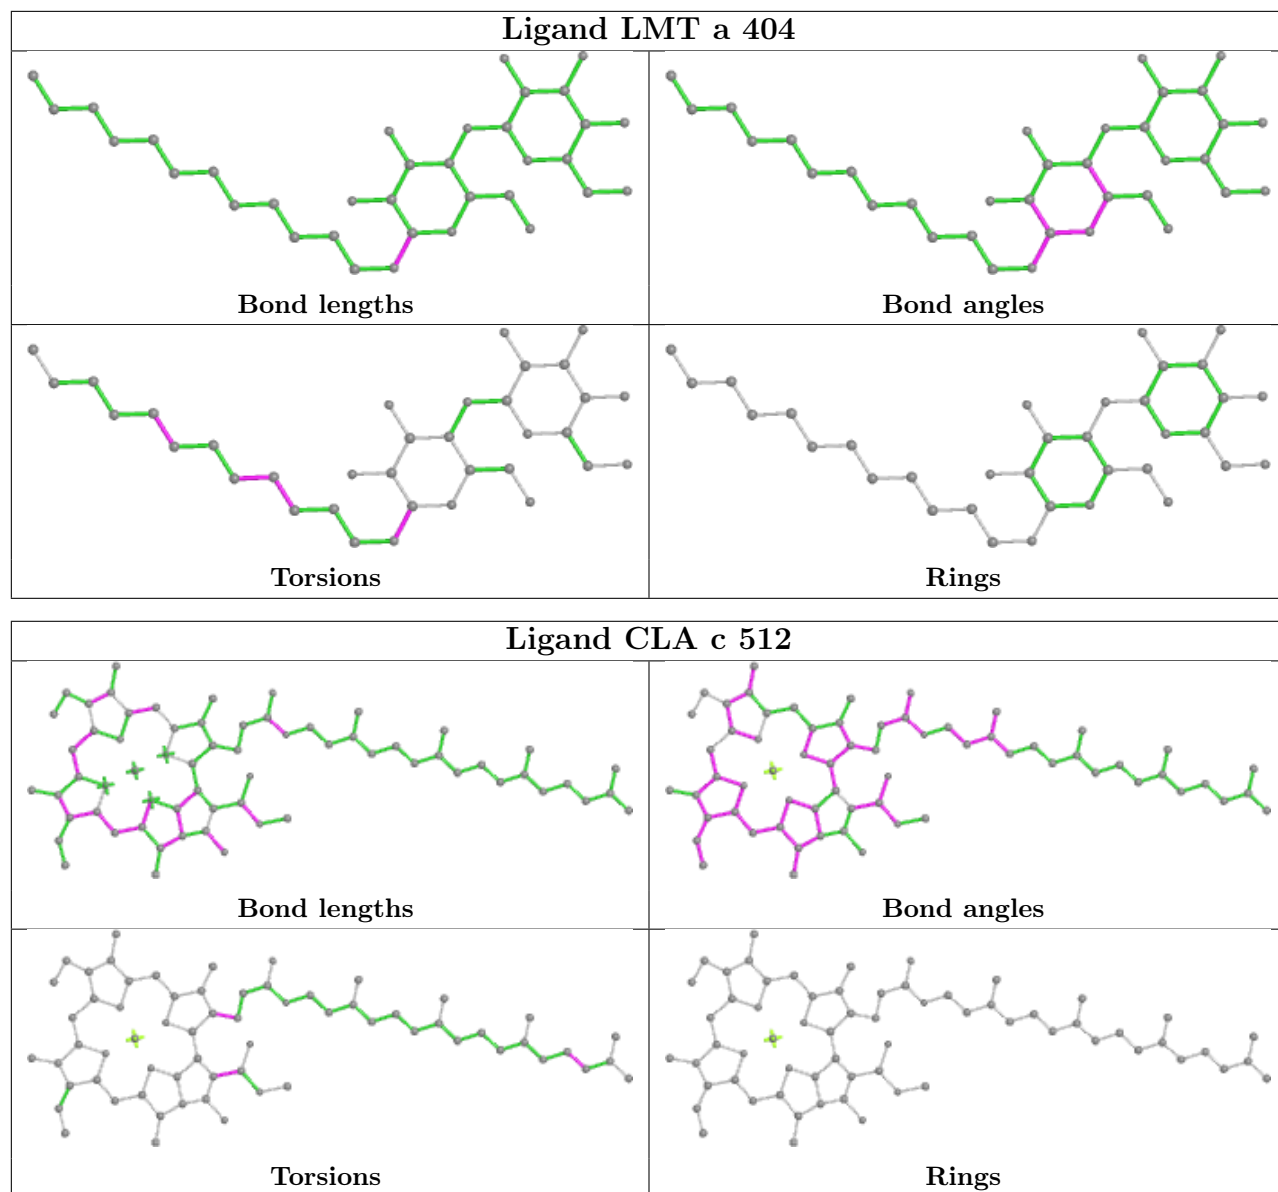 Ligand LMT a 404
Bond lengths
Bond angles
Torsions
Rings
Ligand CLA c 512
Bond lengths
Bond angles
Torsions
Rings